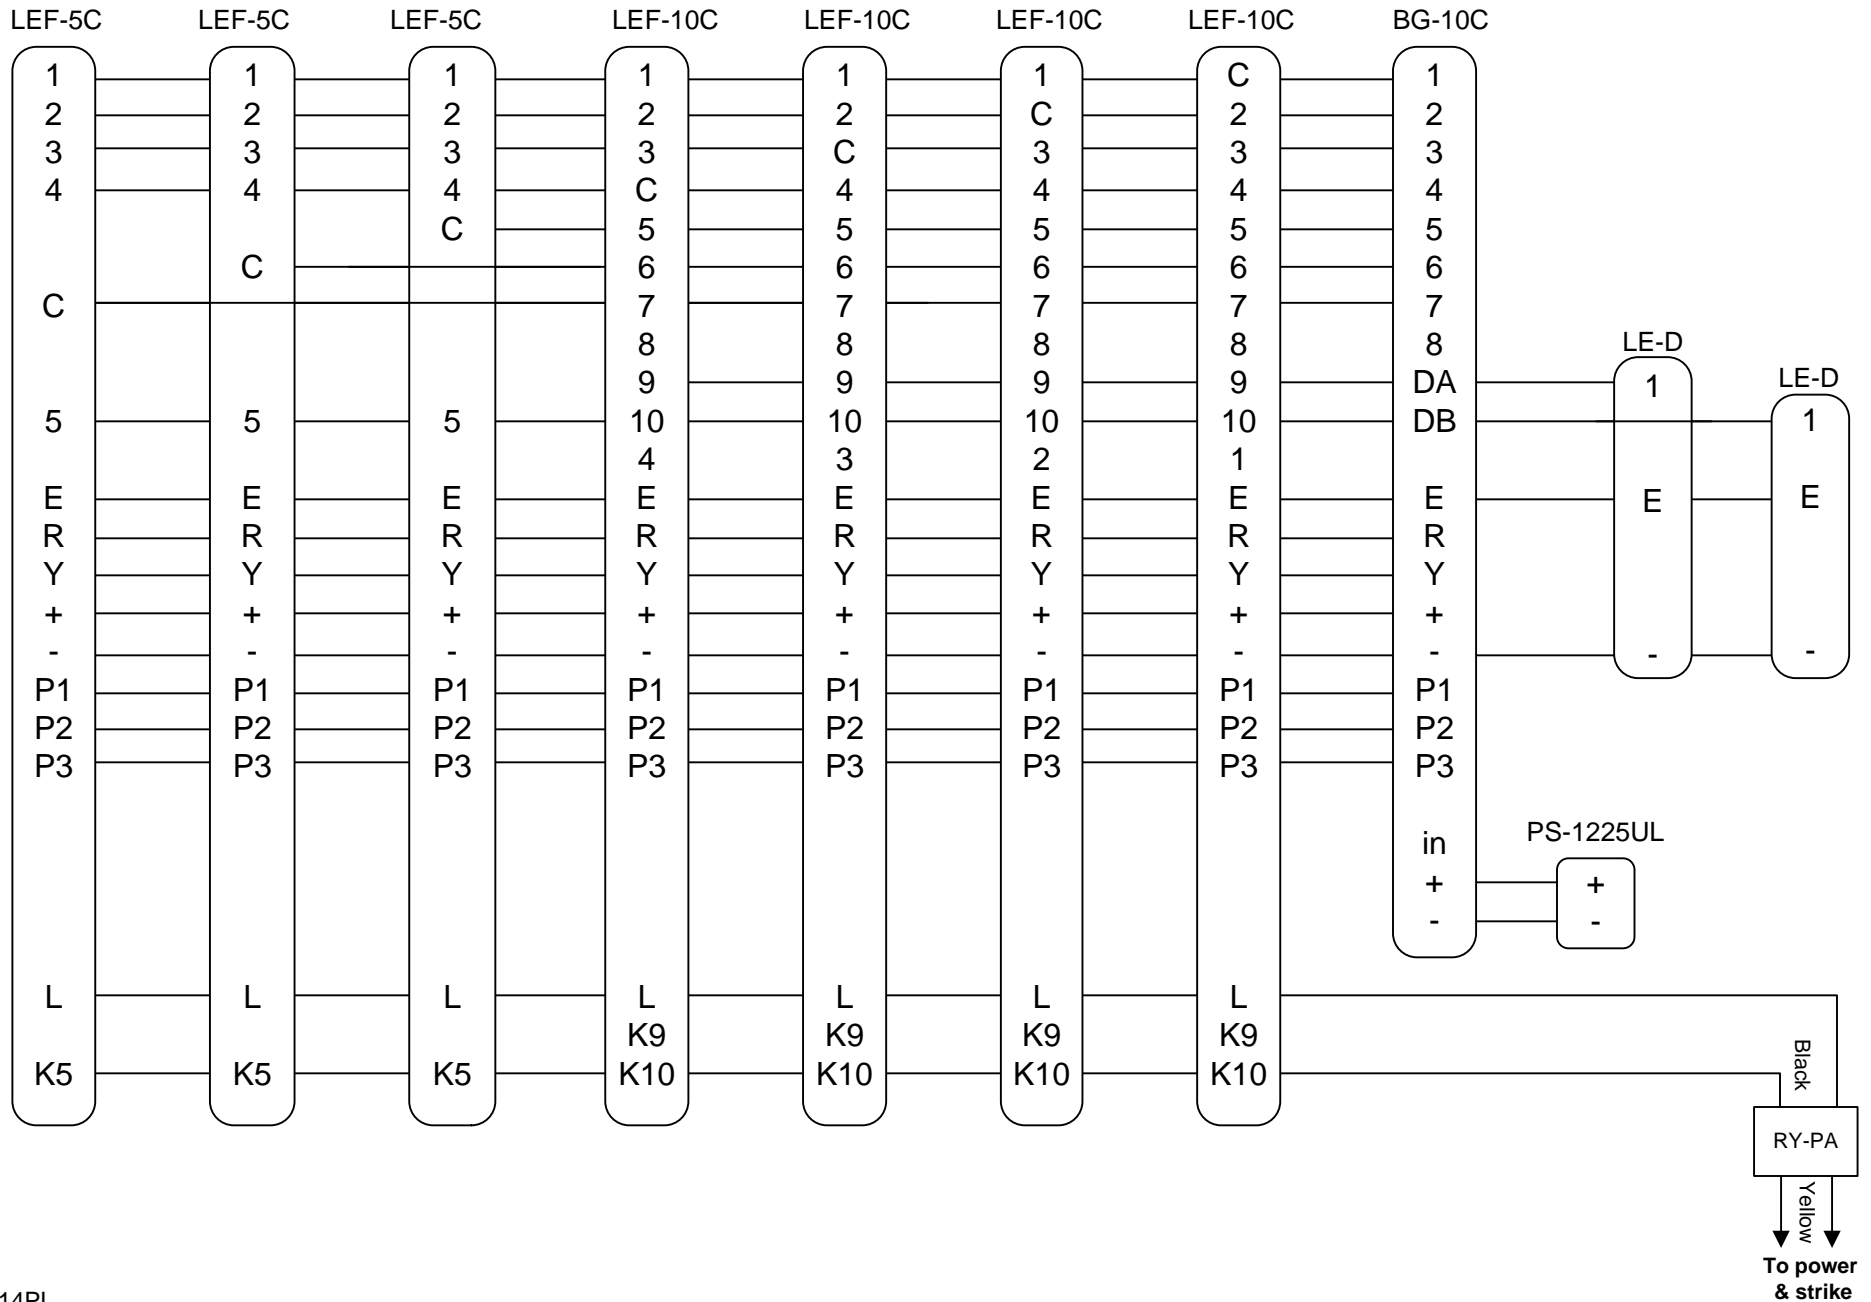 LEF-5C LEF-5C LEF-5C LEF-10C LEF-10C LEF-10C LEF-10C BG-10C
1 1 1 1 1 1 C 1
2 2 2 2 2 C 2 2
3 3 3 3 C 3 3 3
4 4 4 C 4 4 4 4
C 5 5 5 5 5
C 6 6 6 6 6
C 7 7 7 7 7
8 8 8 8 8 LE-D
9 9 9 9 DA 1 LE-D
5 5 5 10 10 10 10 DB 1
4 3 2 1
E E E E E E E E E E
R R R R R R R R
Y Y Y Y Y Y Y Y
+ + + + + + + +
- - - - - - - - - -
P1 P1 P1 P1 P1 P1 P1 P1
P2 P2 P2 P2 P2 P2 P2 P2
P3 P3 P3 P3 P3 P3 P3 P3
PS-1225UL
in
+ +
- -
L L L L L L L
K9 K9 K9 K9
K5 K5 K5 K10 K10 K10 K10
Black
RY-PA
Yellow
To power
& strike